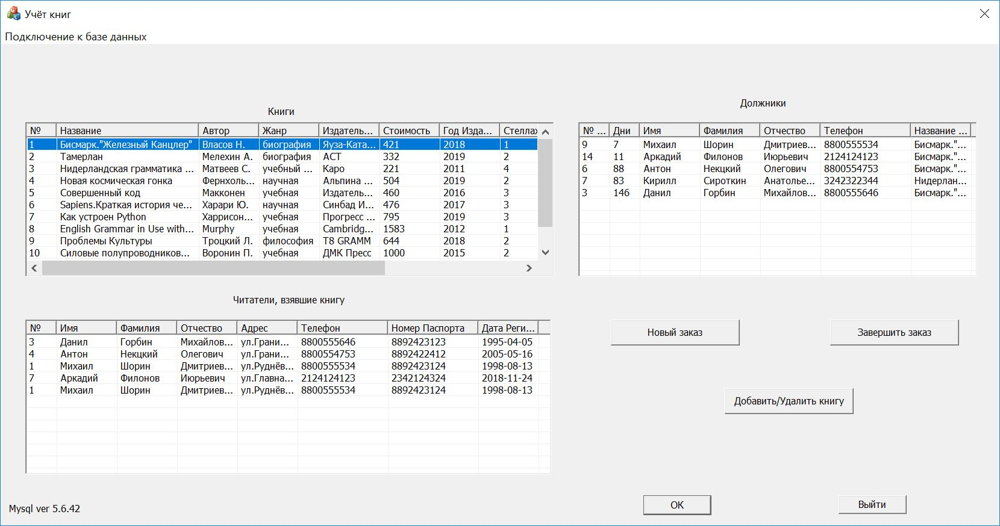 Учёт книг
Подключение к базе данных
Книги
№ Название Автор Жанр Издатель... Стоимость Год Изда... Стеллаж
1 Бисмарк."Железный Канцлер" Власов Н. биография Яуза-Ката... 421 2018 1
2 Тамерлан Мелехин А. биография АСТ 332 2019 2
3 Нидерландская грамматика ... Матвеев С. учебный ... Каро 221 2011 4
4 Новая космическая гонка Фернхоль... научная Альпина ... 504 2019 2
5 Совершенный код Макконен учебная Издатель... 460 2016 3
6 Sapiens.Краткая история че... Харари Ю. научная Синбад И... 476 2017 3
7 Как устроен Python Харрисон... учебная Прогресс ... 795 2019 3
8 English Grammar in Use with... Murphy учебная Cambridg... 1583 2012 1
9 Проблемы Культуры Троцкий Л. философия T8 GRAMM 644 2018 2
10 Силовые полупроводников... Воронин П. учебная ДМК Пресс 1000 2015 2
Должники
№ ... Дни Имя Фамилия Отчество Телефон Название ...
9 7 Михаил Шорин Дмитриев... 8800555534 Бисмарк."...
14 11 Аркадий Филонов Июрьевич 2124124123 Бисмарк."...
6 88 Антон Некцкий Олегович 8800554753 Бисмарк."...
7 83 Кирилл Сироткин Анатолье... 3242322344 Нидерлан...
3 146 Данил Горбин Михайлов... 8800555646 Бисмарк."...
Читатели, взявшие книгу
№ Имя Фамилия Отчество Адрес Телефон Номер Паспорта Дата Реги...
3 Данил Горбин Михайлов... ул.Грани... 8800555646 8892423123 1995-04-05
4 Антон Некцкий Олегович ул.Грани... 8800554753 8892422412 2005-05-16
1 Михаил Шорин Дмитриев... ул.Руднёв... 8800555534 8892423124 1998-08-13
7 Аркадий Филонов Июрьевич ул.Главна... 2124124123 2342124324 2018-11-24
1 Михаил Шорин Дмитриев... ул.Руднёв... 8800555534 8892423124 1998-08-13
Новый заказ
Завершить заказ
Добавить/Удалить книгу
Mysql ver 5.6.42
ОК
Выйти